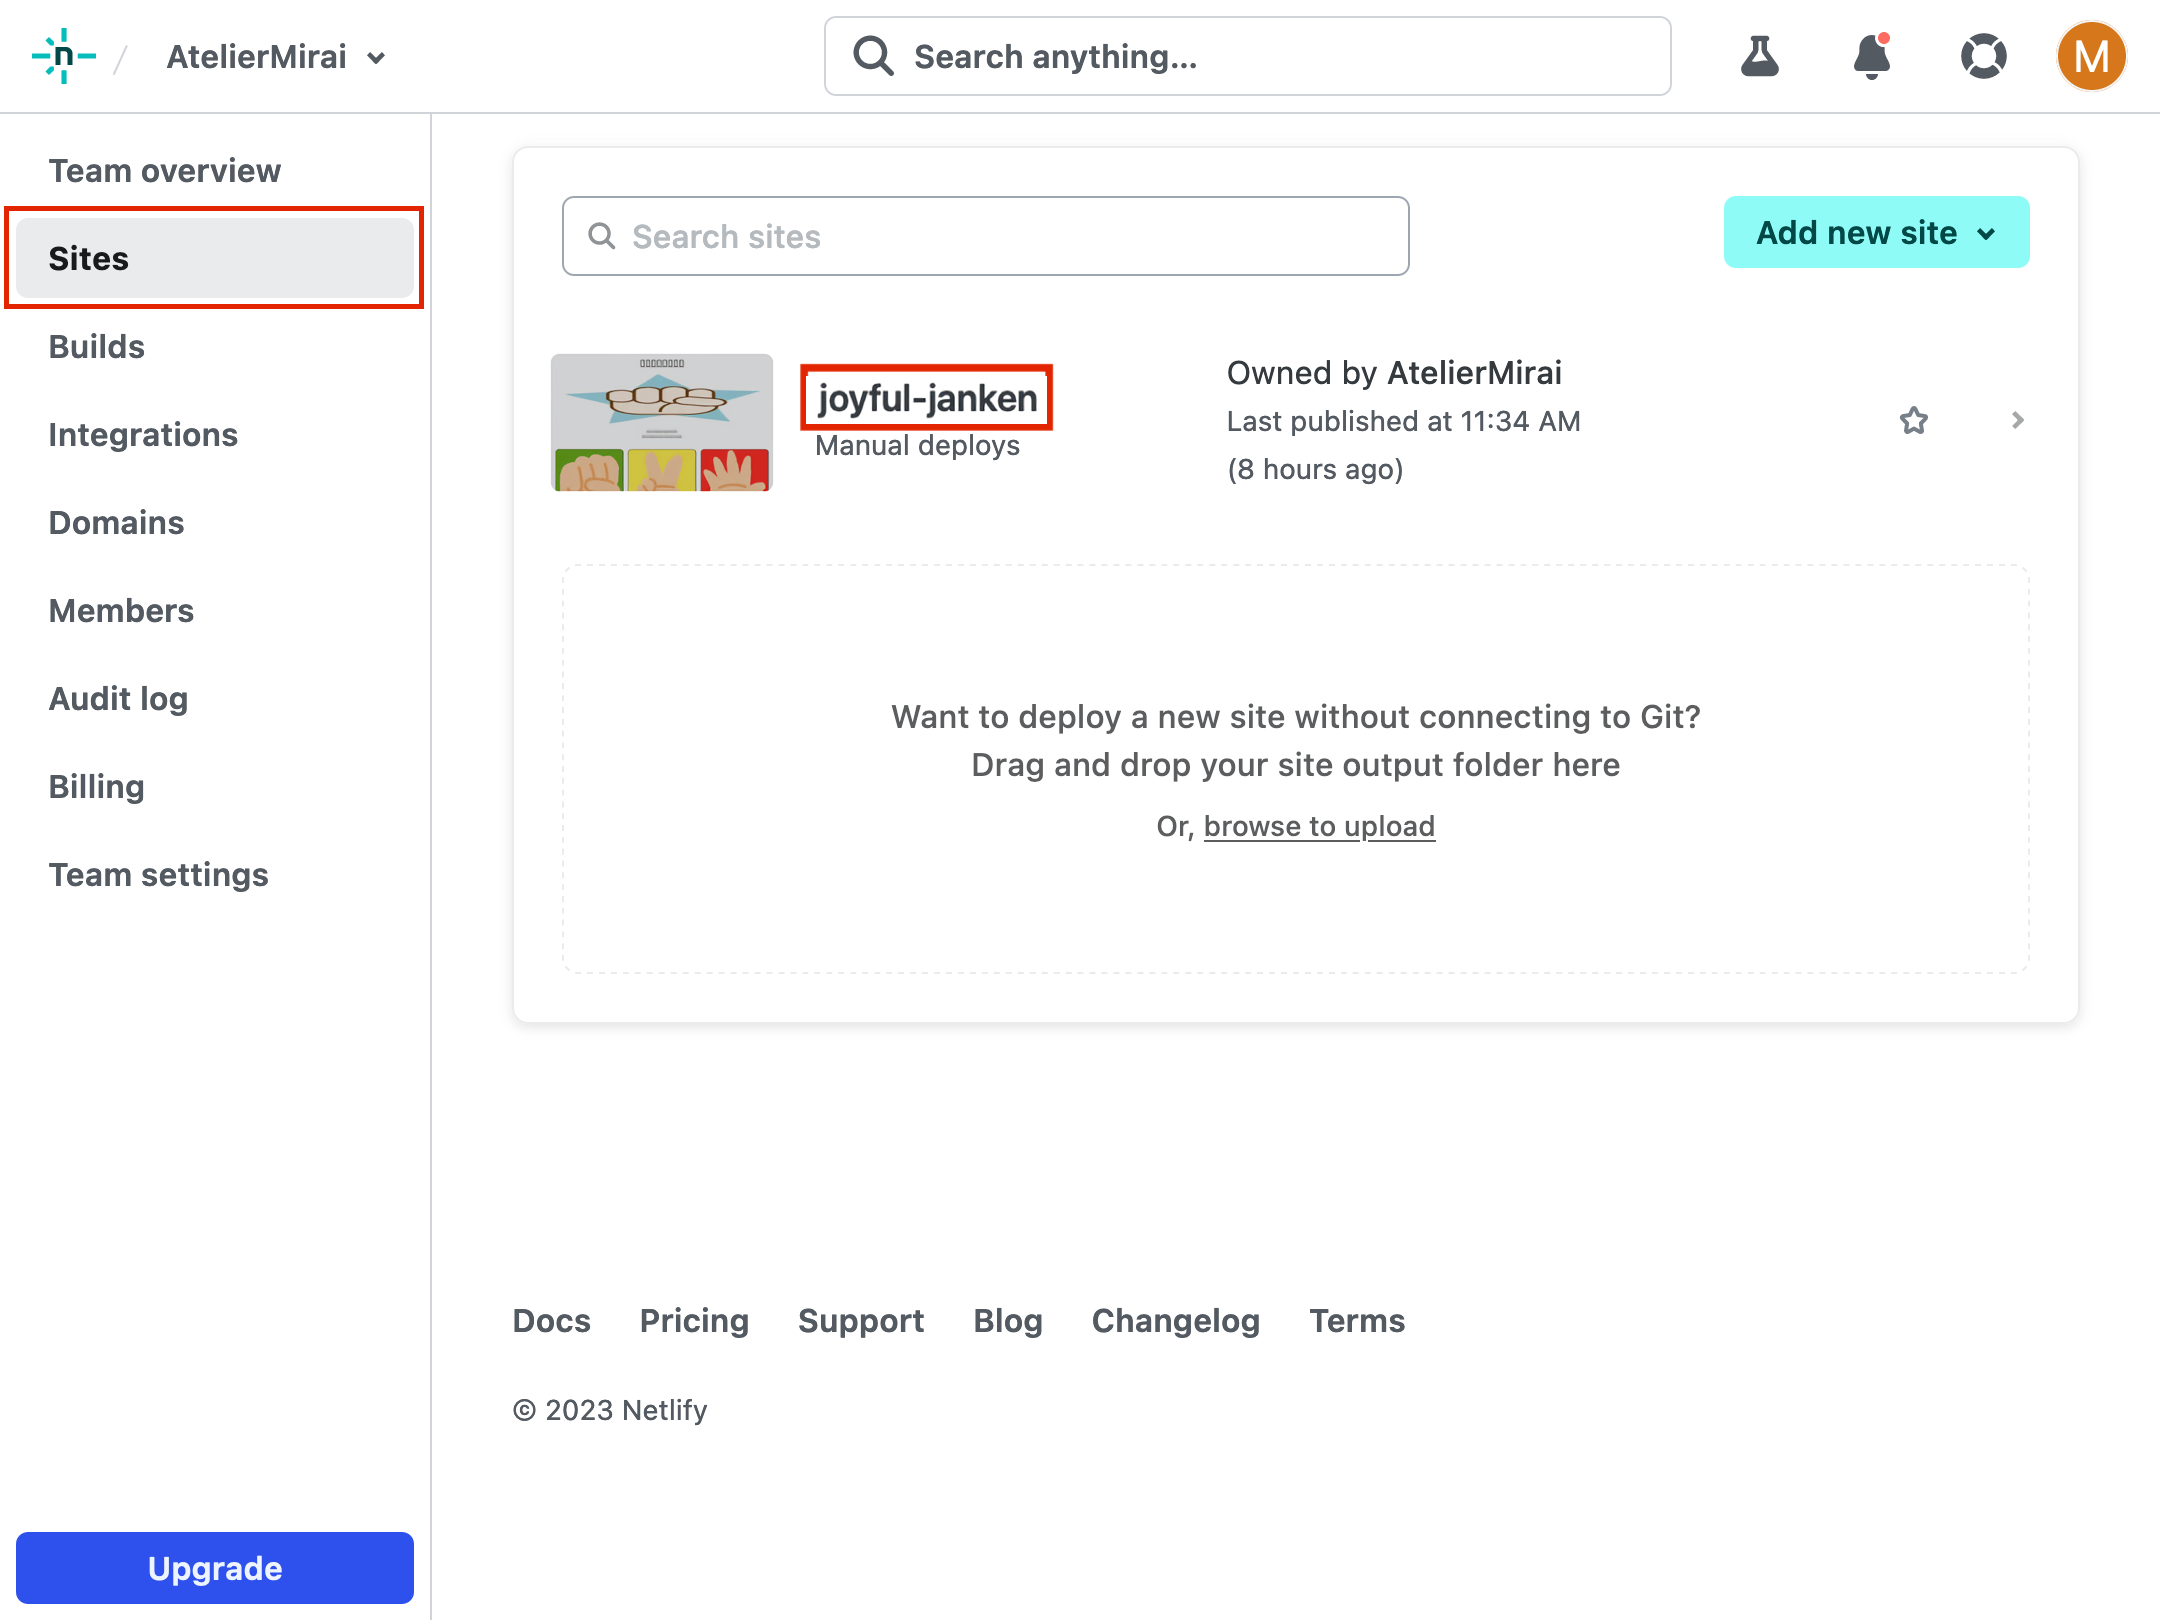 n / AtelierMirai
Search anything...
M
Team overview
Sites
Builds
Integrations
Domains
Members
Audit log
Billing
Team settings
Upgrade
Search sites
Add new site
joyful-janken
Manual deploys
Owned by AtelierMirai
Last published at 11:34 AM
(8 hours ago)
Want to deploy a new site without connecting to Git?
Drag and drop your site output folder here
Or, browse to upload
Docs Pricing Support Blog Changelog Terms
© 2023 Netlify